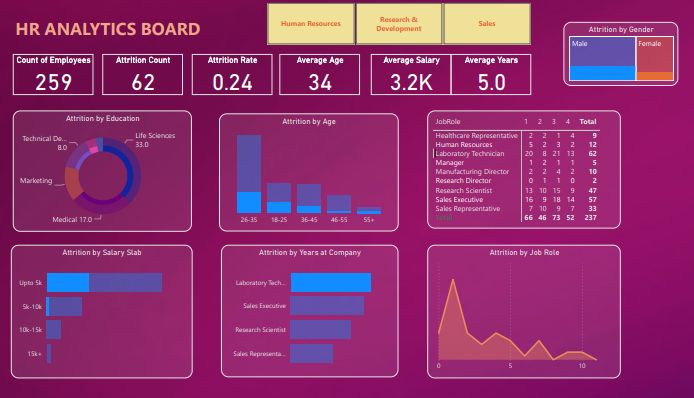 HR ANALYTICS BOARD
Human Resources
Research &
Development
Sales
Attrition by Gender
Male
Female
Count of Employees
259
Attrition Count
62
Attrition Rate
0.24
Average Age
34
Average Salary
3.2K
Average Years
5.0
Attrition by Education
Technical De...
8.0
Life Sciences
33.0
Marketing
Medical 17.0
Attrition by Age
26-35 18-25 36-45 46-55 55+
JobRole 1 2 3 4 Total
Healthcare Representative 2 2 1 4 9
Human Resources 5 2 3 2 12
Laboratory Technician 20 8 21 13 62
Manager 1 2 1 1 5
Manufacturing Director 2 2 4 2 10
Research Director 0 1 1 0 2
Research Scientist 13 10 15 9 47
Sales Executive 16 9 18 14 57
Sales Representative 7 10 9 7 33
Total 66 46 73 52 237
Attrition by Salary Slab
Upto 5k
5k-10k
10k-15k
15k+
Attrition by Years at Company
Laboratory Tech...
Sales Executive
Research Scientist
Sales Representa...
Attrition by Job Role
0 5 10